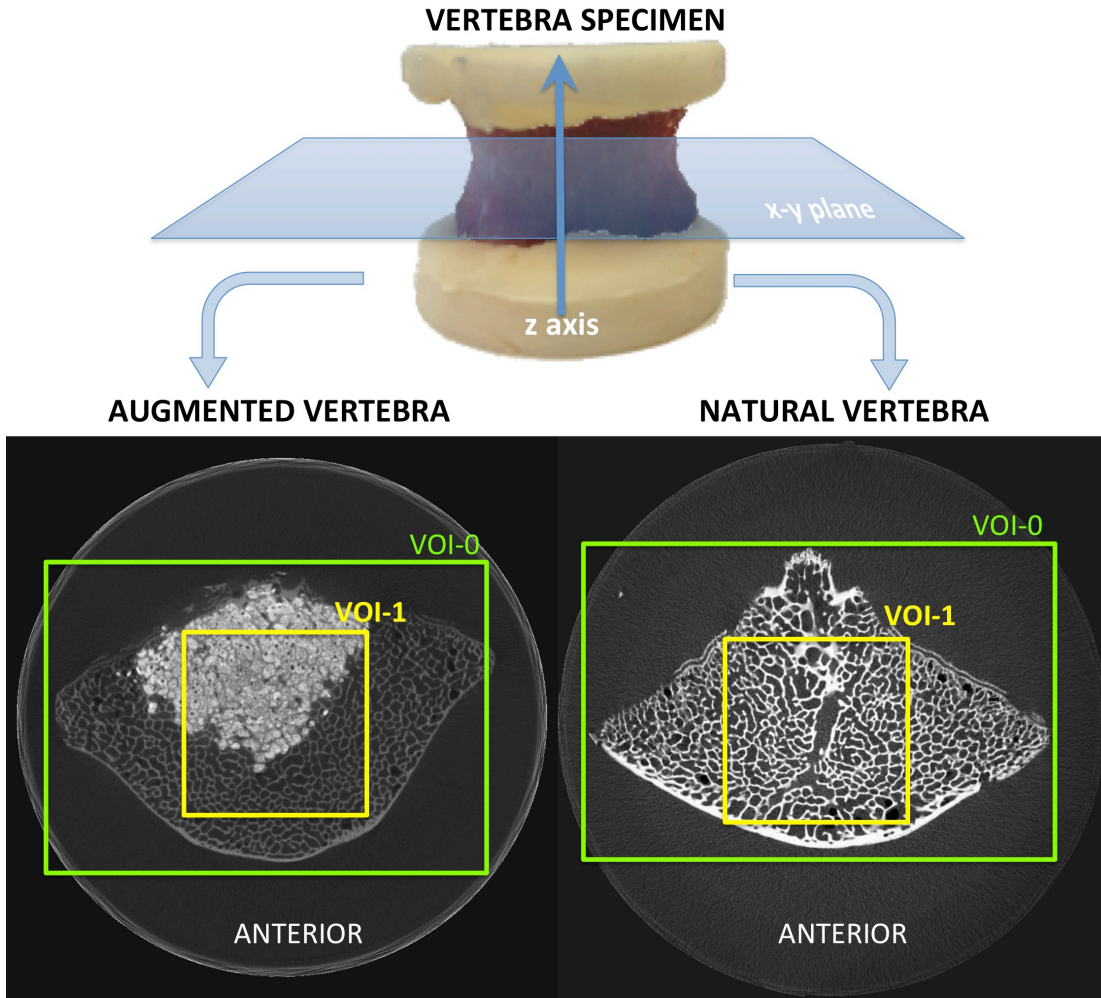 VERTEBRA SPECIMEN
x-y plane
z axis
AUGMENTED VERTEBRA
NATURAL VERTEBRA
VOI-0
VOI-1
ANTERIOR
VOI-0
VOI-1
ANTERIOR